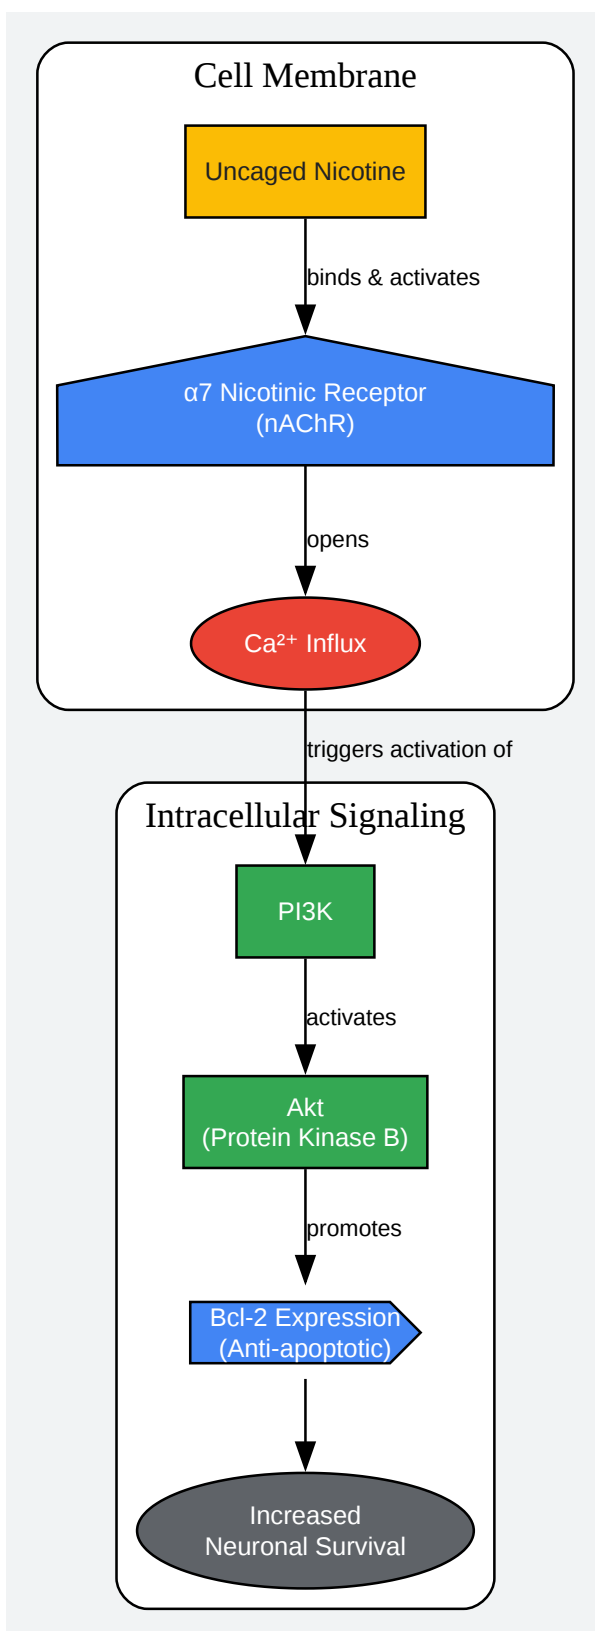 Cell Membrane
Uncaged Nicotine
binds & activates
α7 Nicotinic Receptor
(nAChR)
opens
Ca²⁺ Influx
triggers activation of
Intracellular Signaling
PI3K
activates
Akt
(Protein Kinase B)
promotes
Bcl-2 Expression
(Anti-apoptotic)
Increased
Neuronal Survival